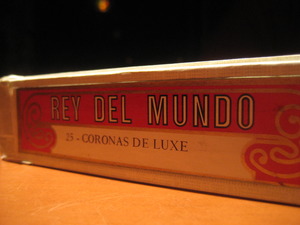 REY DEL MUNDO
25 - CORONAS DE LUXE